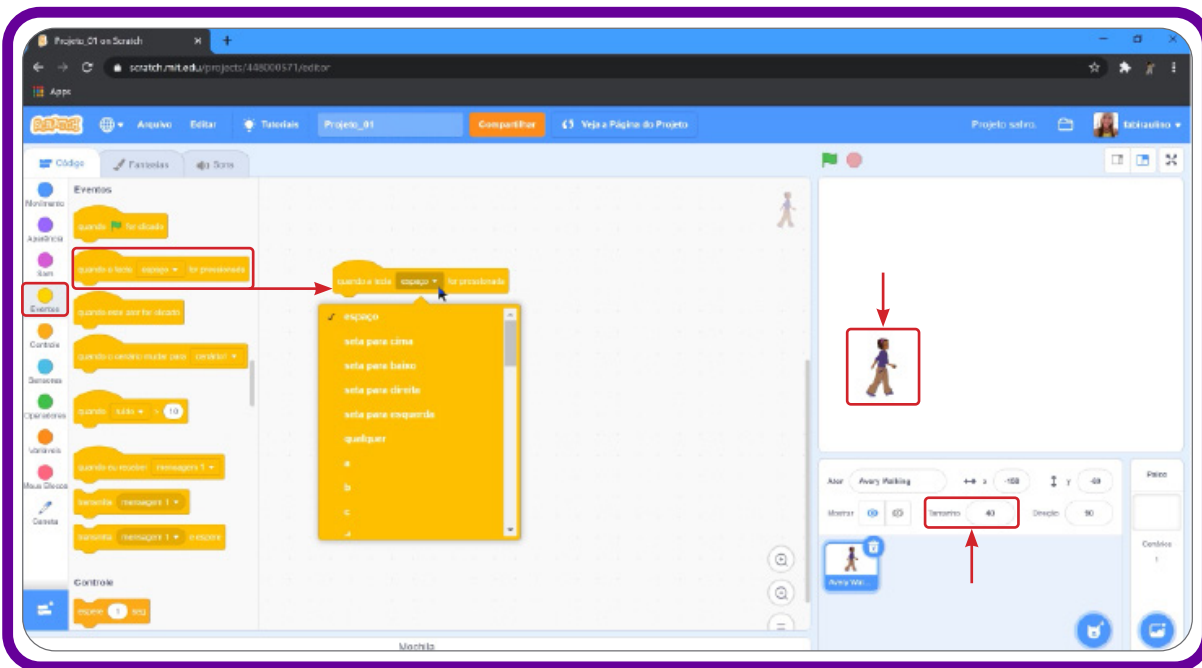 Projeto_01 on Scratch
scratch.mit.edu/projects/448000571/editor
Apps
SCRATCH
Arquivo
Editar
Tutoriais
Projeto_01
Compartilhar
Veja a Página do Projeto
Projeto salvo.
Código
Fantasias
Sons
Movimento
Aparência
Som
Eventos
Controle
Sensores
Operadores
Variáveis
Meus Blocos
Caneta
Eventos
quando for clicado
quando a tecla espaço for pressionada
quando este ator for clicado
quando o cenário mudar para cenário1
quando > 10
quando eu receber mensagem 1
transmita mensagem 1
transmita mensagem 1 e espere
Controle
espere 1 seg
quando a tecla espaço for pressionada
espaço
seta para cima
seta para baixo
seta para direita
seta para esquerda
qualquer
a
b
c
d
Mochila
Ator Avery Walking x y
Mostrar Tamanho 40 Direção 90
Avery Wal...
Palco
Cenários
1